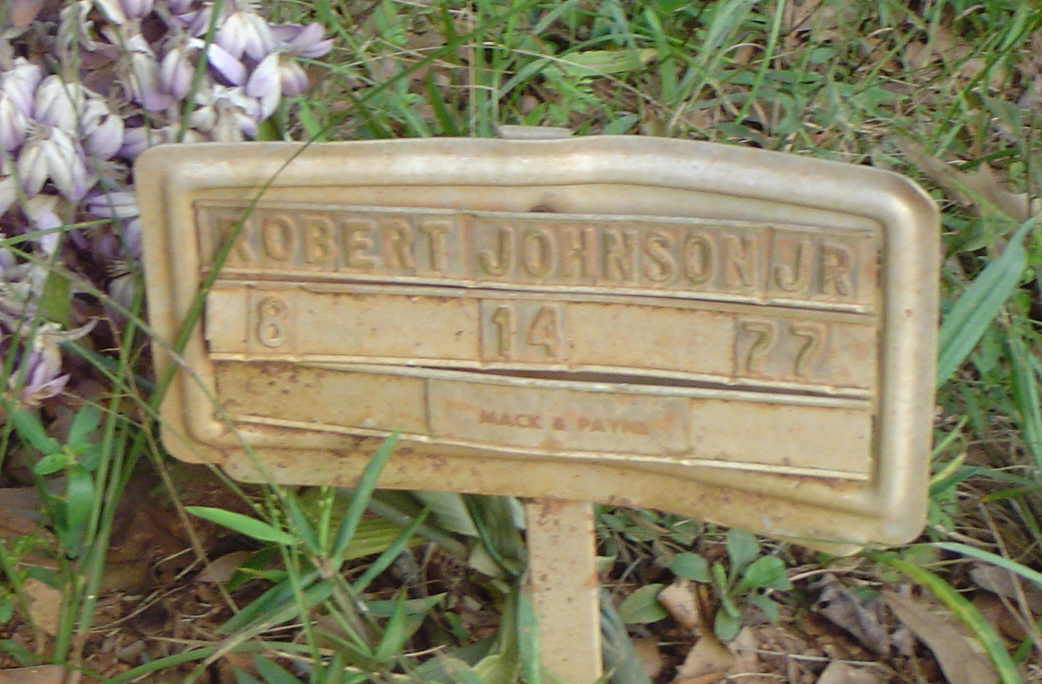 ROBERT JOHNSON JR
8 14 77
MACK & PAYNE